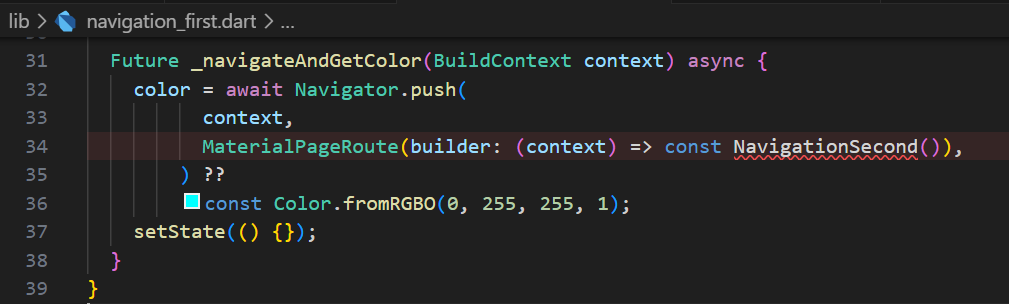 lib > navigation_first.dart > ...
31 Future _navigateAndGetColor(BuildContext context) async {
32 color = await Navigator.push(
33 context,
34 MaterialPageRoute(builder: (context) => const NavigationSecond()),
35 ) ??
36 const Color.fromRGBO(0, 255, 255, 1);
37 setState(() {});
38 }
39 }